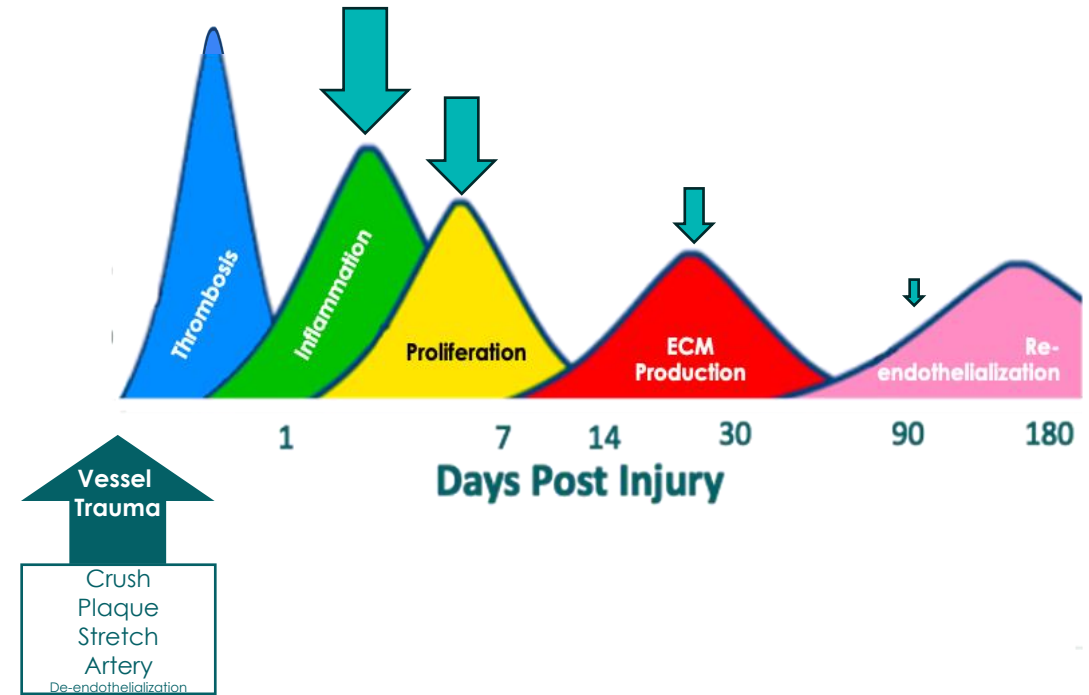 Thrombosis
Inflammation
Proliferation
ECM
Production
Re-
endothelialization
1
7
14
30
90
180
Days Post Injury
Vessel
Trauma
Crush
Plaque
Stretch
Artery
De-endothelialization